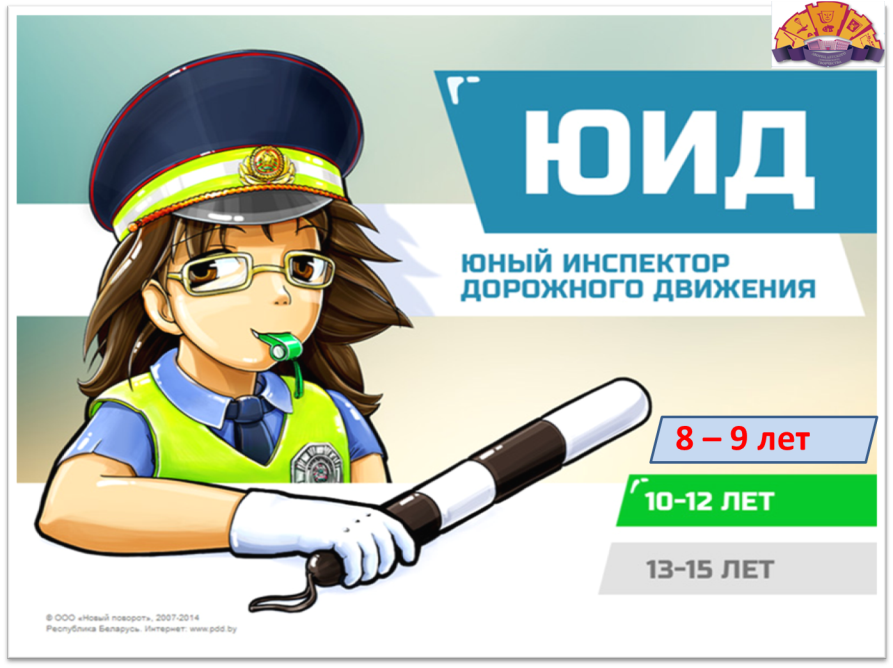 ЮИД
ЮНЫЙ ИНСПЕКТОР
ДОРОЖНОГО ДВИЖЕНИЯ
8 – 9 лет
10-12 ЛЕТ
13-15 ЛЕТ
© ООО «Новый поворот», 2007-2014
Республика Беларусь. Интернет: www.pdd.by